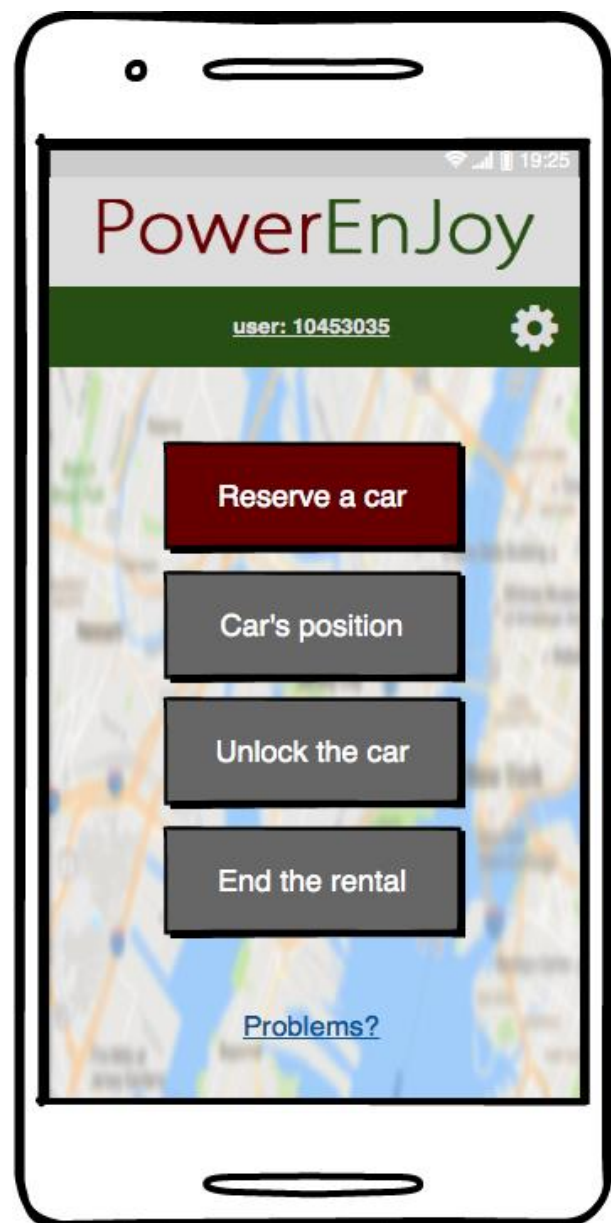 19:25
PowerEnJoy
user: 10453035
Reserve a car
Car's position
Unlock the car
End the rental
Problems?